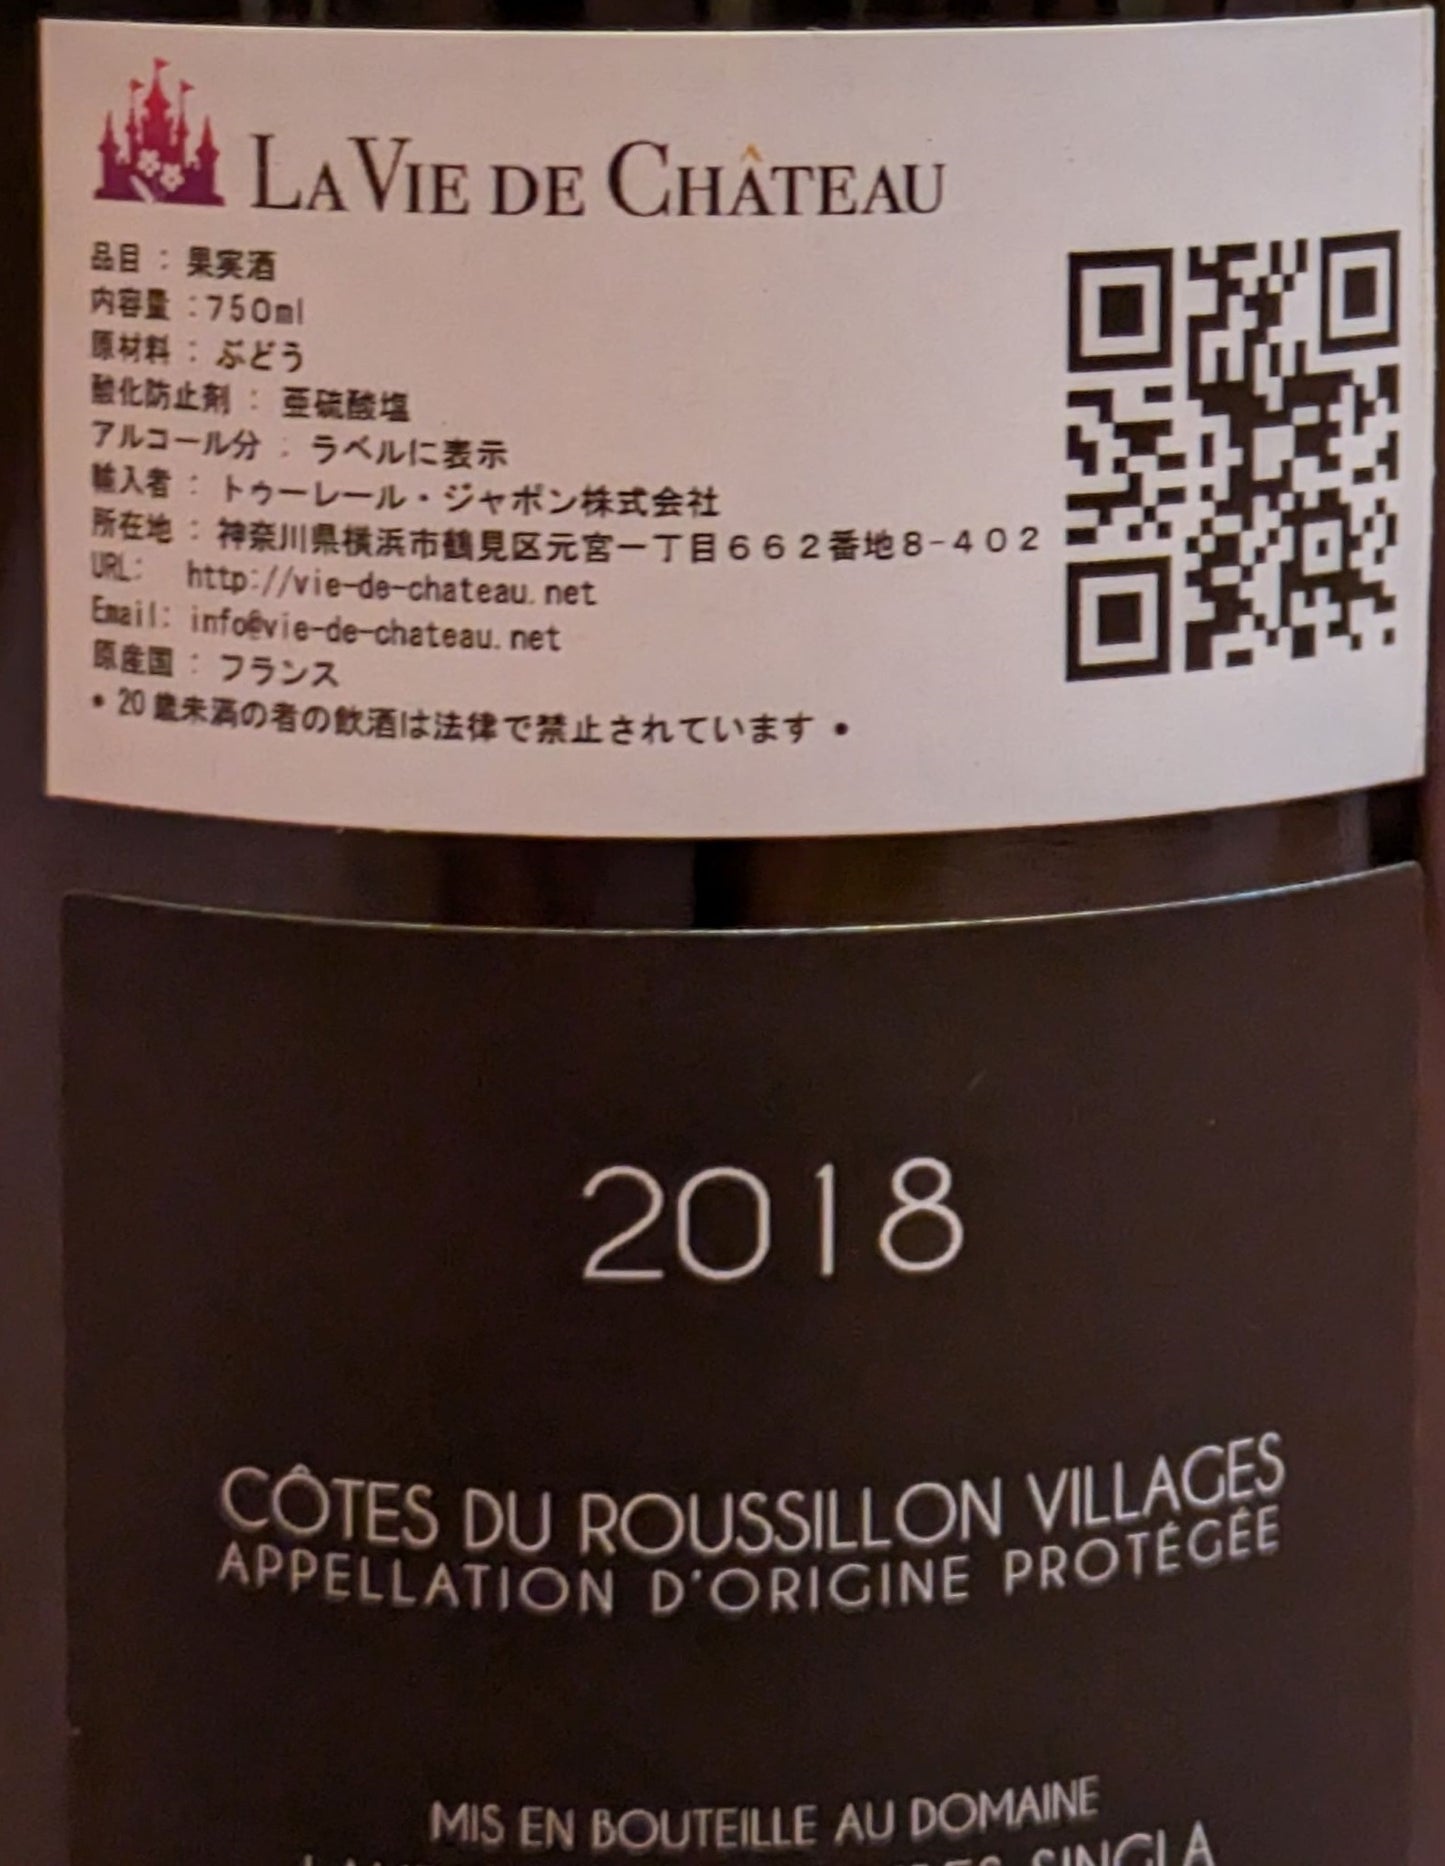 LA VIE DE CHÂTEAU
品目 : 果実酒
内容量 :750ml
原材料 : ぶどう
酸化防止剤 : 亜硫酸塩
アルコール分 : ラベルに表示
輸入者 : トゥーレール・ジャポン株式会社
所在地 : 神奈川県横浜市鶴見区元宮一丁目662番地8-402
URL: http://vie-de-chateau.net
Email: info@vie-de-chateau.net
原産国 : フランス
• 20歳未満の者の飲酒は法律で禁止されています •
2018
CÔTES DU ROUSSILLON VILLAGES
APPELLATION D'ORIGINE PROTÉGÉE
MIS EN BOUTEILLE AU DOMAINE
SINGLA